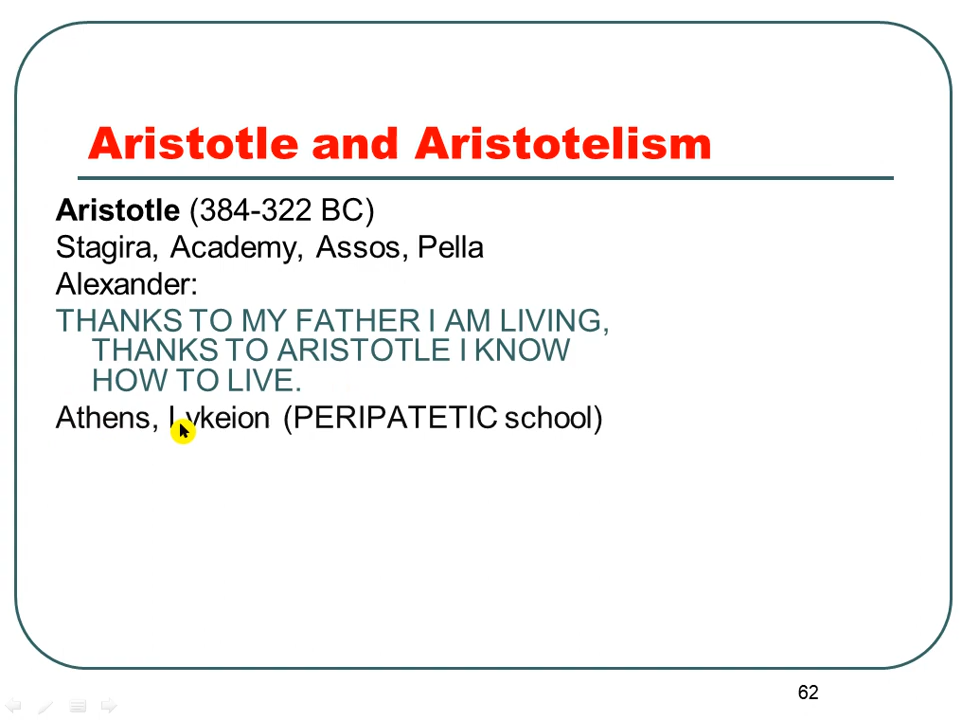 Aristotle and Aristotelism
Aristotle (384-322 BC)
Stagira, Academy, Assos, Pella
Alexander:
THANKS TO MY FATHER I AM LIVING,
THANKS TO ARISTOTLE I KNOW
HOW TO LIVE.
Athens, Lykeion (PERIPATETIC school)
62